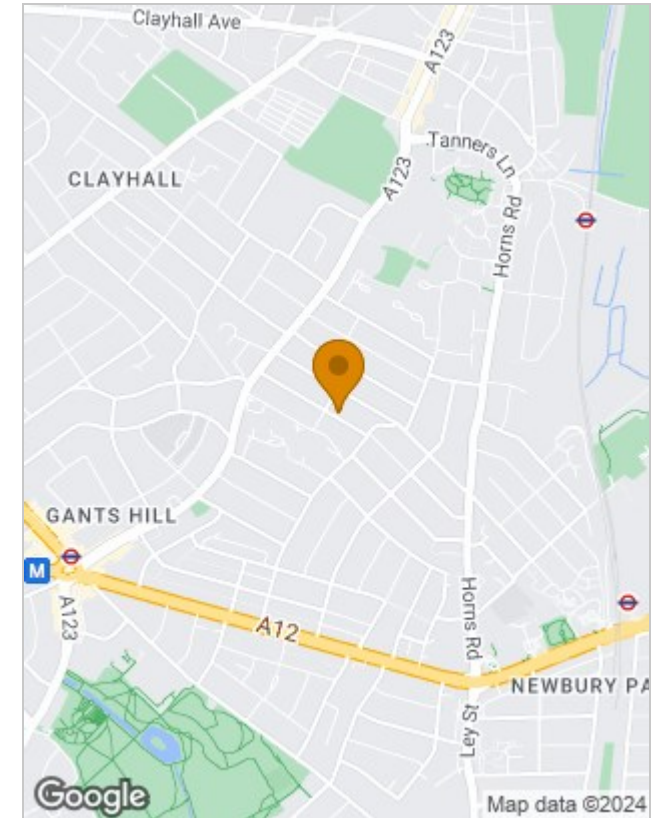 Clayhall Ave
A123
Tanners Ln
A123
CLAYHALL
Horns Rd
GANTS HILL
M
A123
A12
Horns Rd
NEWBURY PA
Ley St
Google
Map data ©2024